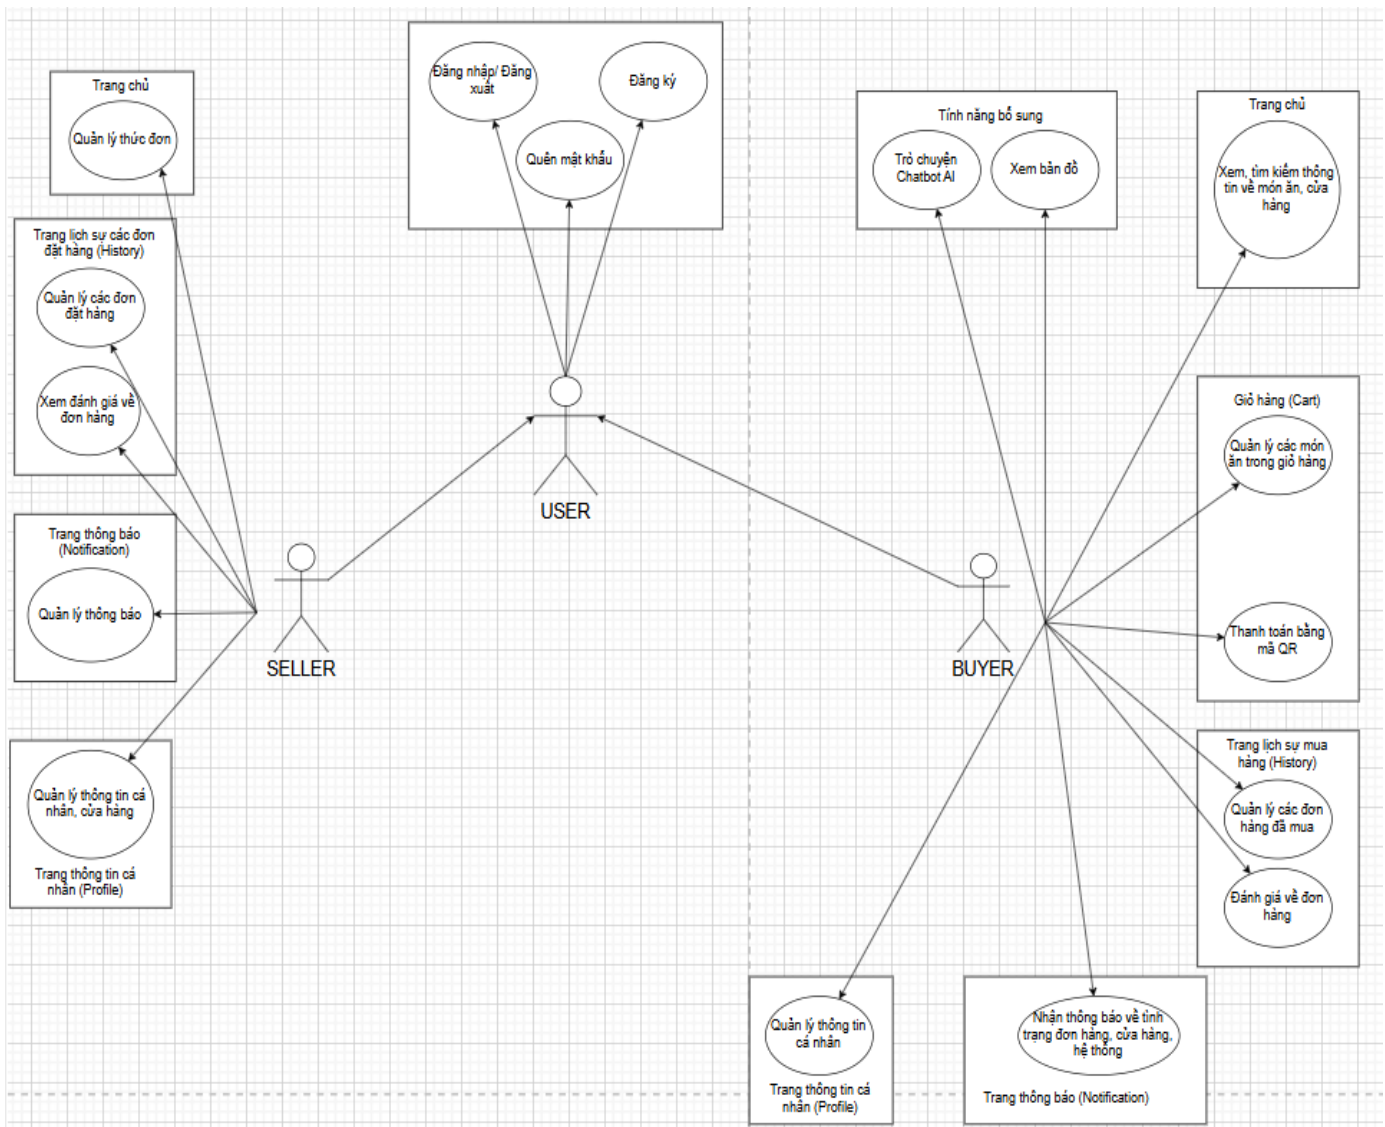 Trang chủ
Quản lý thức đơn
Trang lịch sử các đơn
đặt hàng (History)
Quản lý các đơn
đặt hàng
Xem đánh giá về
đơn hàng
Trang thông báo
(Notification)
Quản lý thông báo
Quản lý thông tin cá
nhân, cửa hàng
Trang thông tin cá
nhân (Profile)
SELLER
Đăng nhập/ Đăng
xuất
Đăng ký
Quên mật khẩu
USER
Tính năng bổ sung
Trò chuyện
Chatbot AI
Xem bản đồ
Trang chủ
Xem, tìm kiếm thông
tin về món ăn, cửa
hàng
Giỏ hàng (Cart)
Quản lý các món
ăn trong giỏ hàng
Thanh toán bằng
mã QR
BUYER
Trang lịch sử mua
hàng (History)
Quản lý các đơn
hàng đã mua
Đánh giá về đơn
hàng
Quản lý thông tin
cá nhân
Trang thông tin cá
nhân (Profile)
Nhận thông báo về tình
trạng đơn hàng, cửa hàng,
hệ thống
Trang thông báo (Notification)